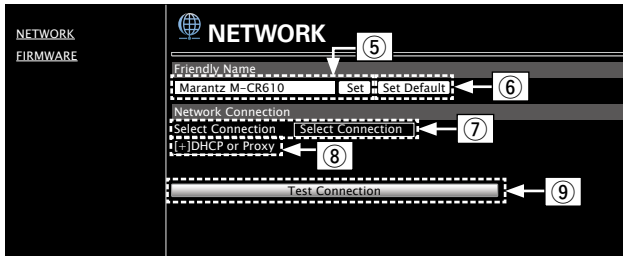 NETWORK
FIRMWARE
NETWORK
⑤
Friendly Name
Marantz M-CR610 Set Set Default ⑥
Network Connection
Select Connection Select Connection ⑦
[+]DHCP or Proxy ⑧
Test Connection ⑨